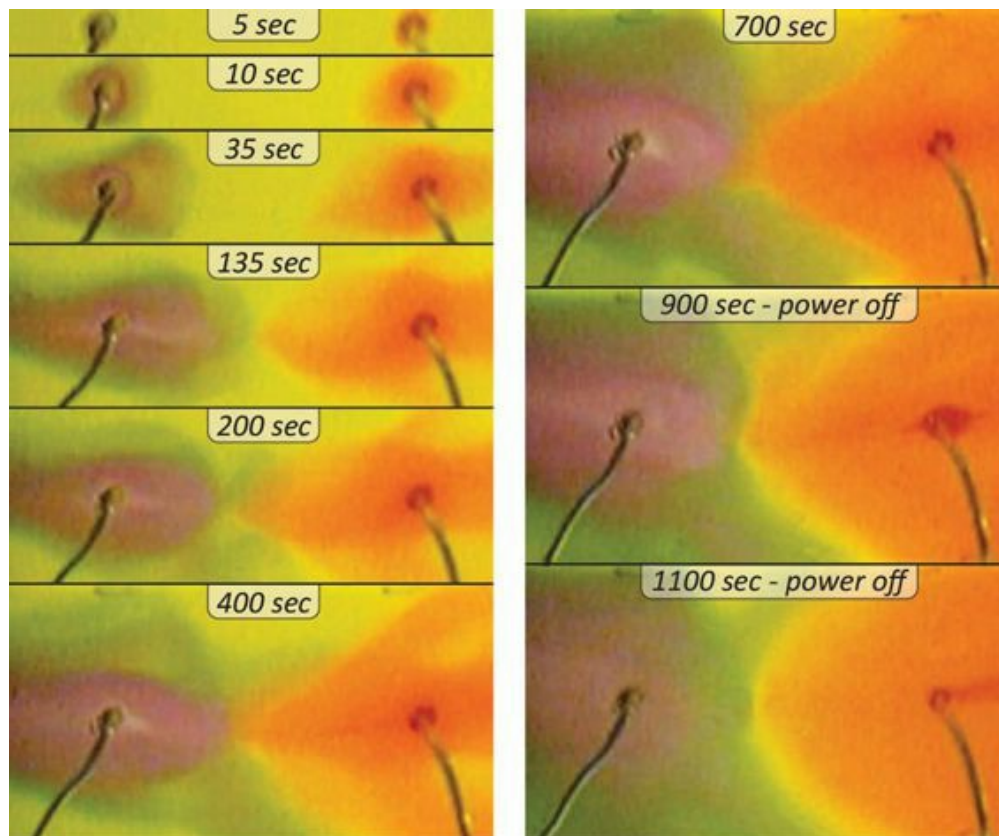 5 sec
10 sec
35 sec
135 sec
200 sec
400 sec
700 sec
900 sec - power off
1100 sec - power off